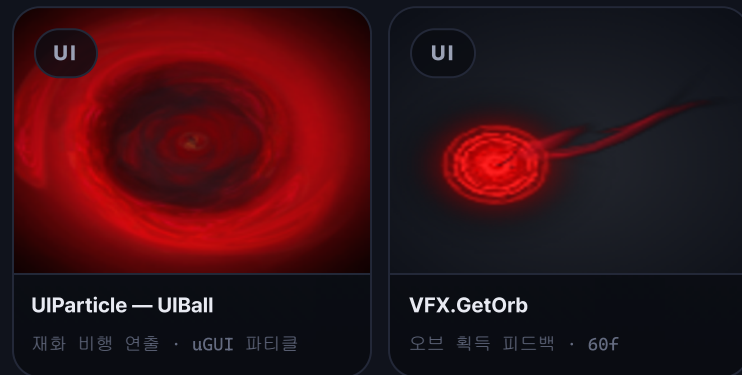 UI
UI
UIParticle — UIBall
재화 비행 연출 · uGUI 파티클
VFX.GetOrb
오브 획득 피드백 · 60f